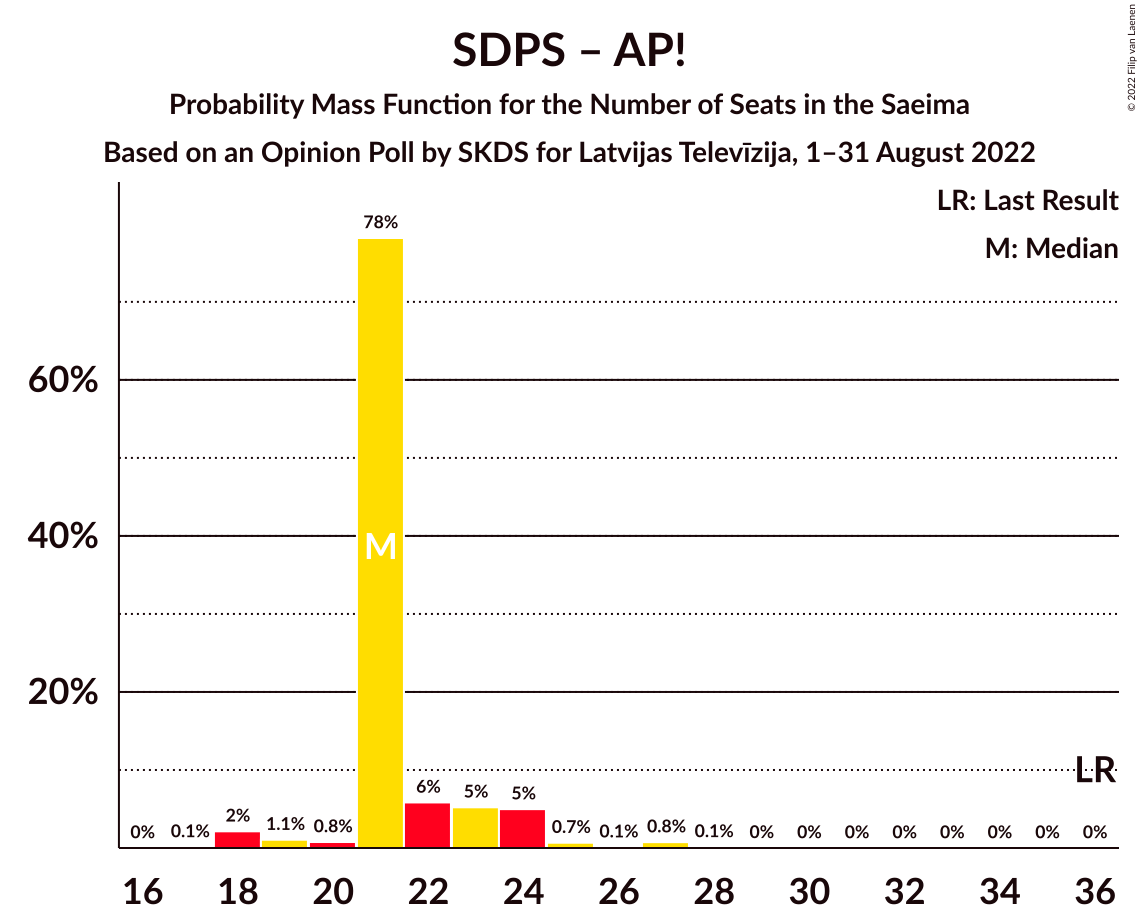 SDPS – AP!
Probability Mass Function for the Number of Seats in the Saeima
Based on an Opinion Poll by SKDS for Latvijas Televīzija, 1–31 August 2022
© 2022 Filip van Laenen
LR: Last Result
M: Median
78%
60%
40%
M
20%
LR
0% 0.1% 2% 1.1% 0.8% 6% 5% 5% 0.7% 0.1% 0.8% 0.1% 0% 0% 0% 0% 0% 0% 0% 0%
16 18 20 22 24 26 28 30 32 34 36